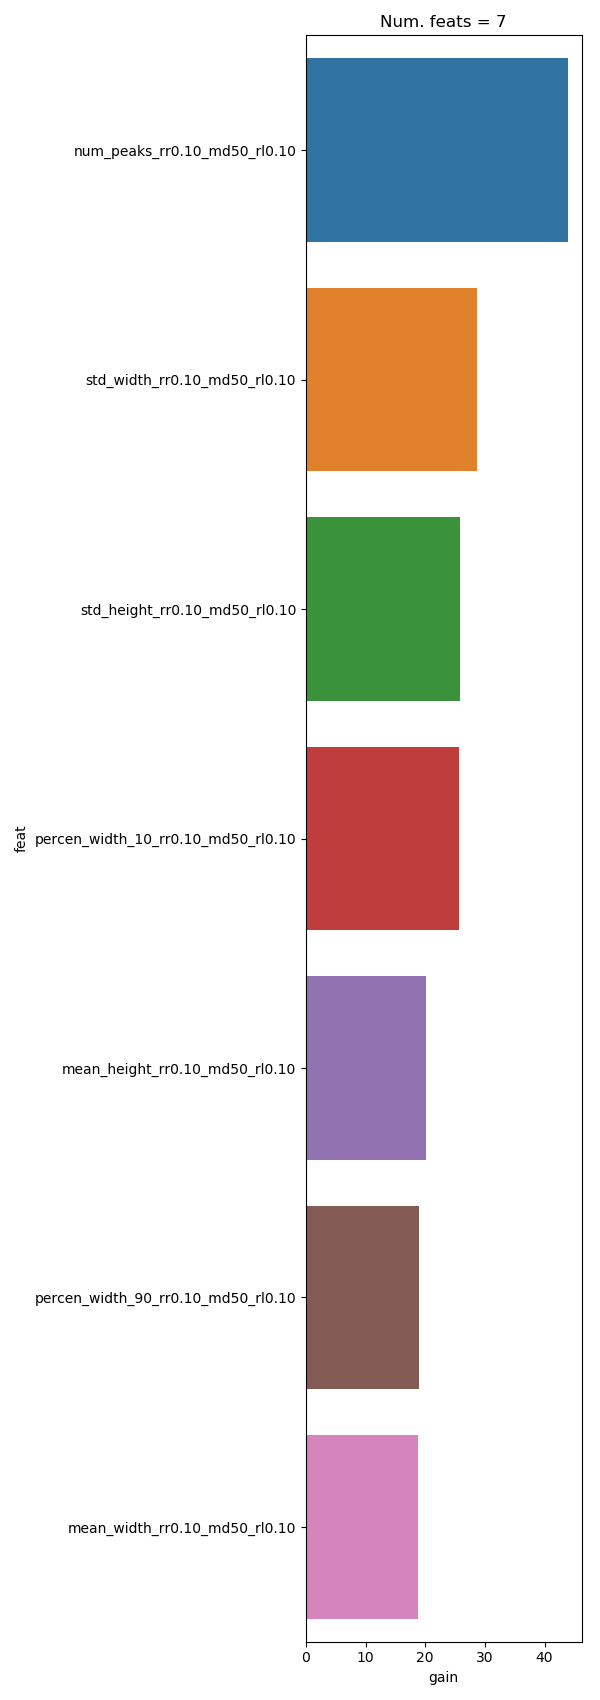 Num. feats = 7
num_peaks_rr0.10_md50_rl0.10
std_width_rr0.10_md50_rl0.10
std_height_rr0.10_md50_rl0.10
percen_width_10_rr0.10_md50_rl0.10
feat
mean_height_rr0.10_md50_rl0.10
percen_width_90_rr0.10_md50_rl0.10
mean_width_rr0.10_md50_rl0.10
0 10 20 30 40
gain